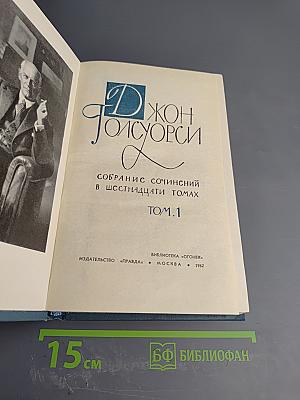 ДЖОН
ГОЛСУОРСИ
СОБРАНИЕ СОЧИНЕНИЙ
В ШЕСТНАДЦАТИ ТОМАХ
ТОМ.1
БИБЛИОТЕКА «ОГОНЕК»
ИЗДАТЕЛЬСТВО «ПРАВДА» • МОСКВА • 1962
15 см
БФ БИБЛИОФАН